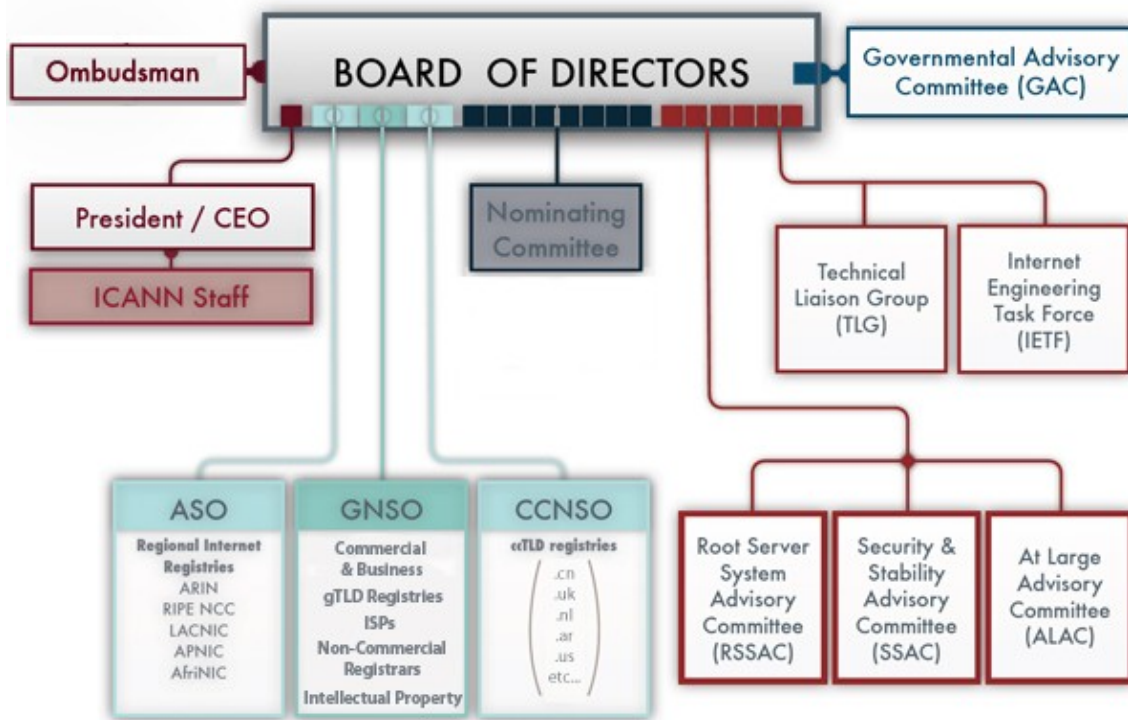 Ombudsman
BOARD OF DIRECTORS
Governmental Advisory
Committee (GAC)
President / CEO
ICANN Staff
Nominating
Committee
Technical
Liaison Group
(TLG)
Internet
Engineering
Task Force
(IETF)
ASO
Regional Internet
Registries
ARIN
RIPE NCC
LACNIC
APNIC
AfriNIC
GNSO
Commercial
& Business
gTLD Registries
ISPs
Non-Commercial
Registrars
Intellectual Property
CCNSO
ccTLD registries
.cn
.uk
.nl
.ar
.us
etc...
Root Server
System
Advisory
Committee
(RSSAC)
Security &
Stability
Advisory
Committee
(SSAC)
At Large
Advisory
Committee
(ALAC)